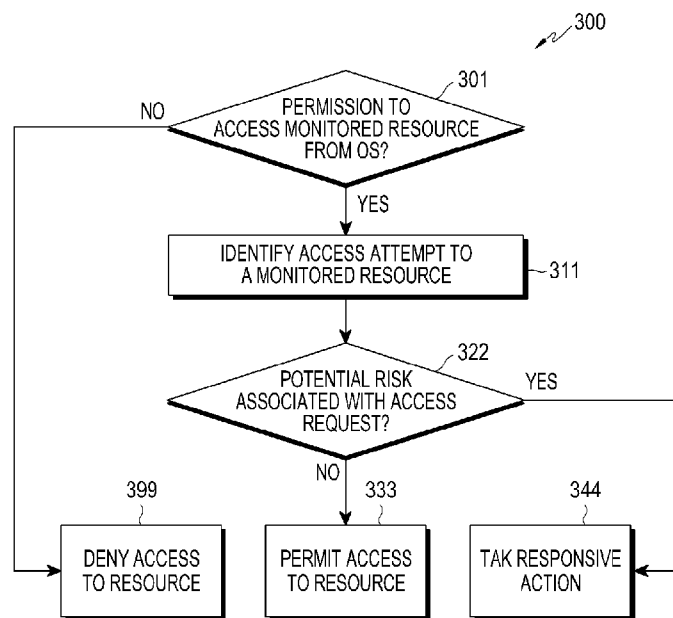 300
301
NO
PERMISSION TO
ACCESS MONITORED RESOURCE
FROM OS?
YES
IDENTIFY ACCESS ATTEMPT TO
A MONITORED RESOURCE
311
322
POTENTIAL RISK
ASSOCIATED WITH ACCESS
REQUEST?
YES
NO
399
333
344
DENY ACCESS
TO RESOURCE
PERMIT ACCESS
TO RESOURCE
TAK RESPONSIVE
ACTION